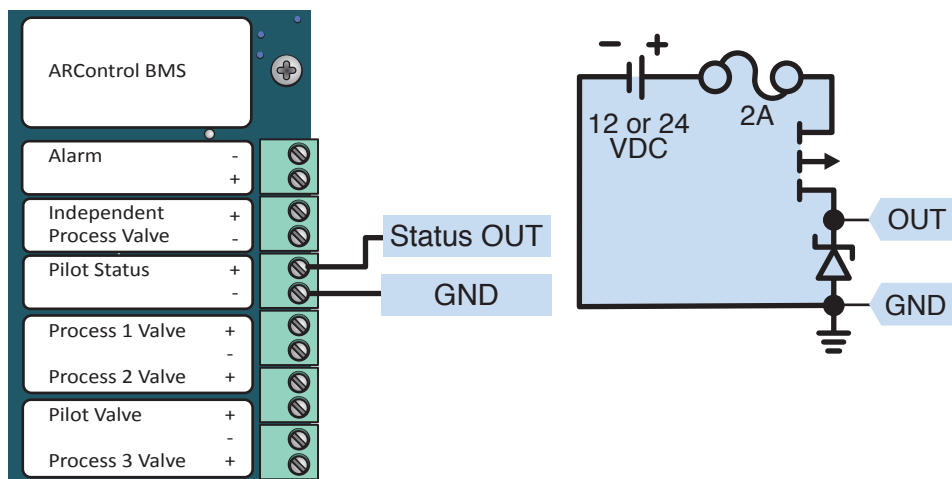 ARControl BMS
Alarm -
+
Independent +
Process Valve -
Pilot Status +
-
Process 1 Valve +
-
Process 2 Valve +
Pilot Valve +
-
Process 3 Valve +
Status OUT
GND
- +
12 or 24
VDC
2A
OUT
GND